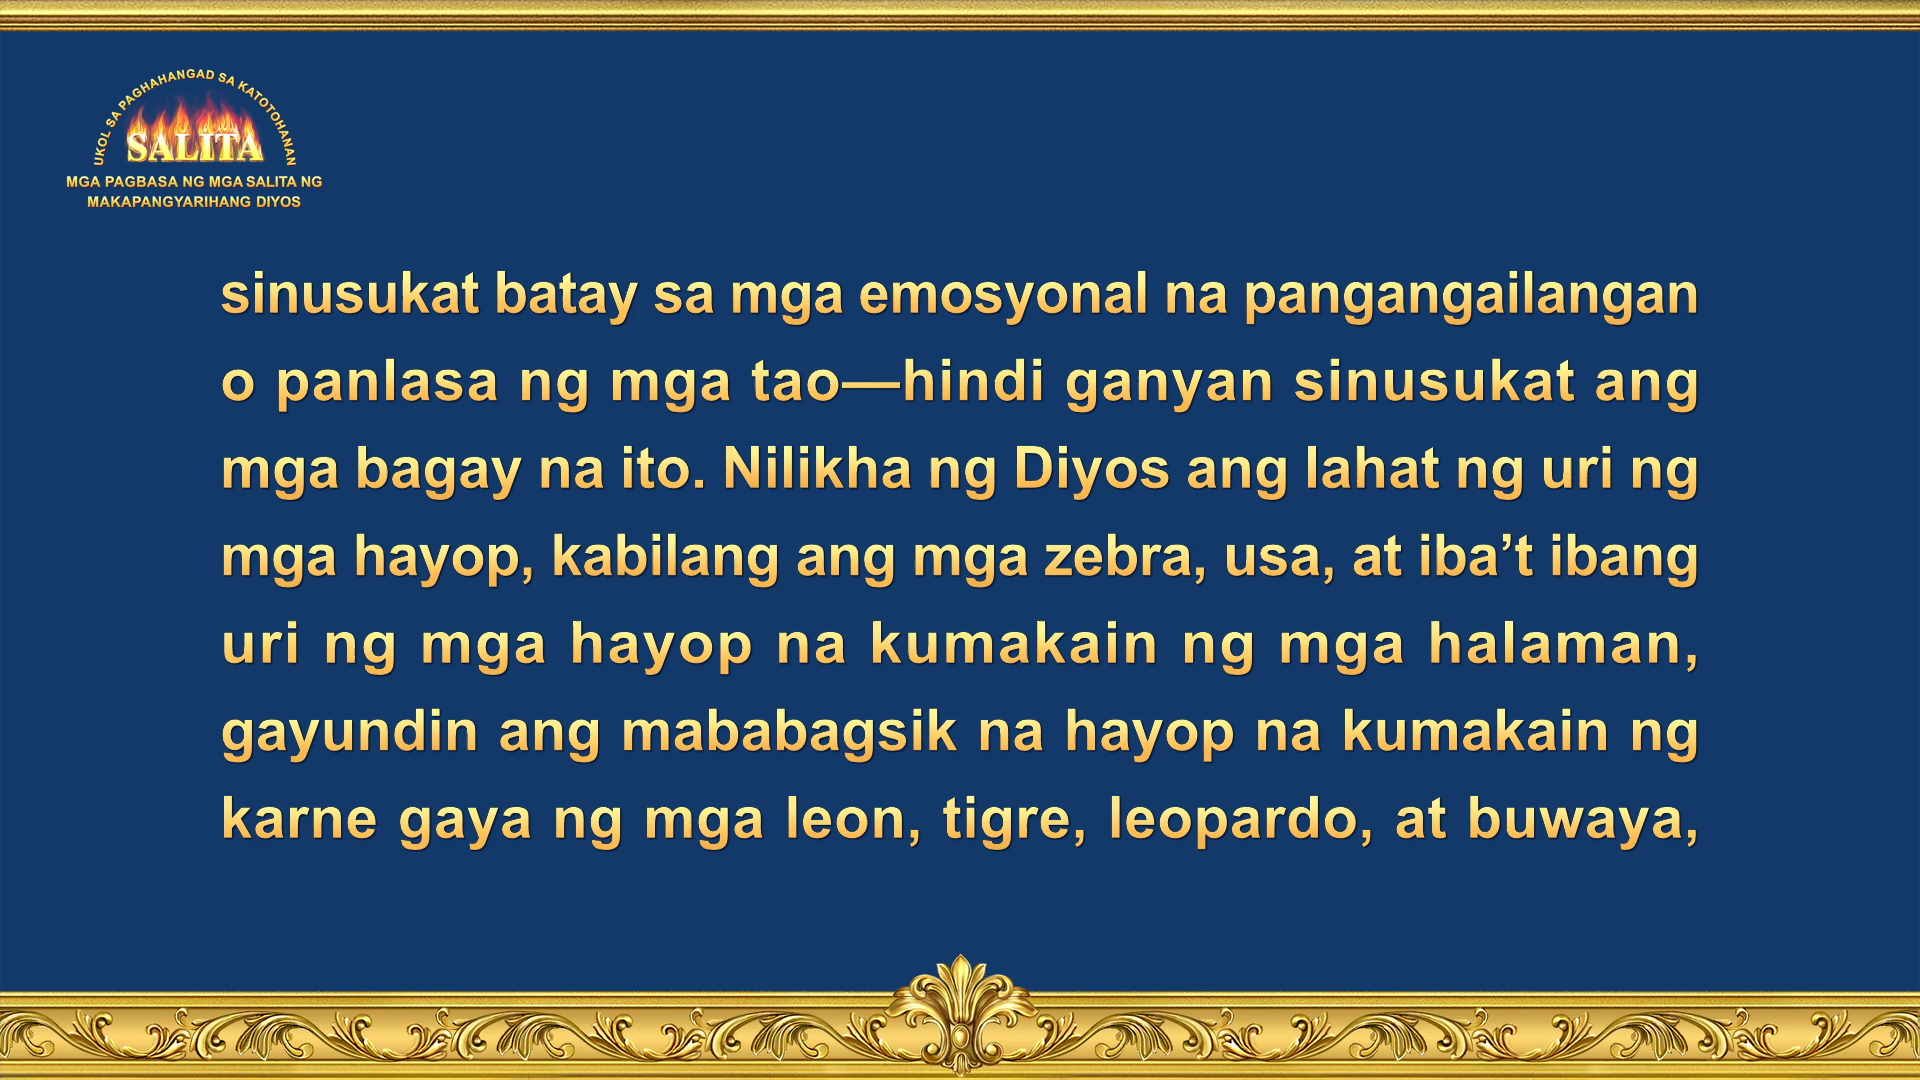 UKOL SA PAGHAHANGAD SA KATOTOHANAN
SALITA
MGA PAGBASA NG MGA SALITA NG
MAKAPANGYARIHANG DIYOS
sinusukat batay sa mga emosyonal na pangangailangan
o panlasa ng mga tao—hindi ganyan sinusukat ang
mga bagay na ito. Nilikha ng Diyos ang lahat ng uri ng
mga hayop, kabilang ang mga zebra, usa, at iba’t ibang
uri ng mga hayop na kumakain ng mga halaman,
gayundin ang mababagsik na hayop na kumakain ng
karne gaya ng mga leon, tigre, leopardo, at buwaya,